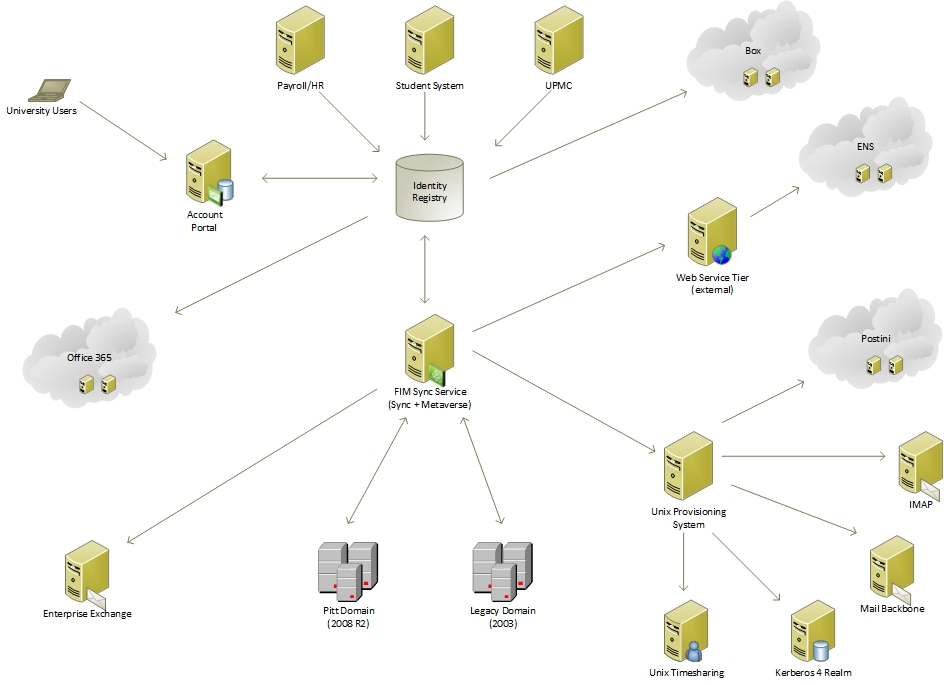 Payroll/HR
Student System
UPMC
Box
University Users
ENS
Identity
Registry
Account
Portal
Web Service Tier
(external)
Office 365
Postini
FIM Sync Service
(Sync + Metaverse)
IMAP
Unix Provisioning
System
Enterprise Exchange
Pitt Domain
(2008 R2)
Legacy Domain
(2003)
Mail Backbone
Unix Timesharing
Kerberos 4 Realm